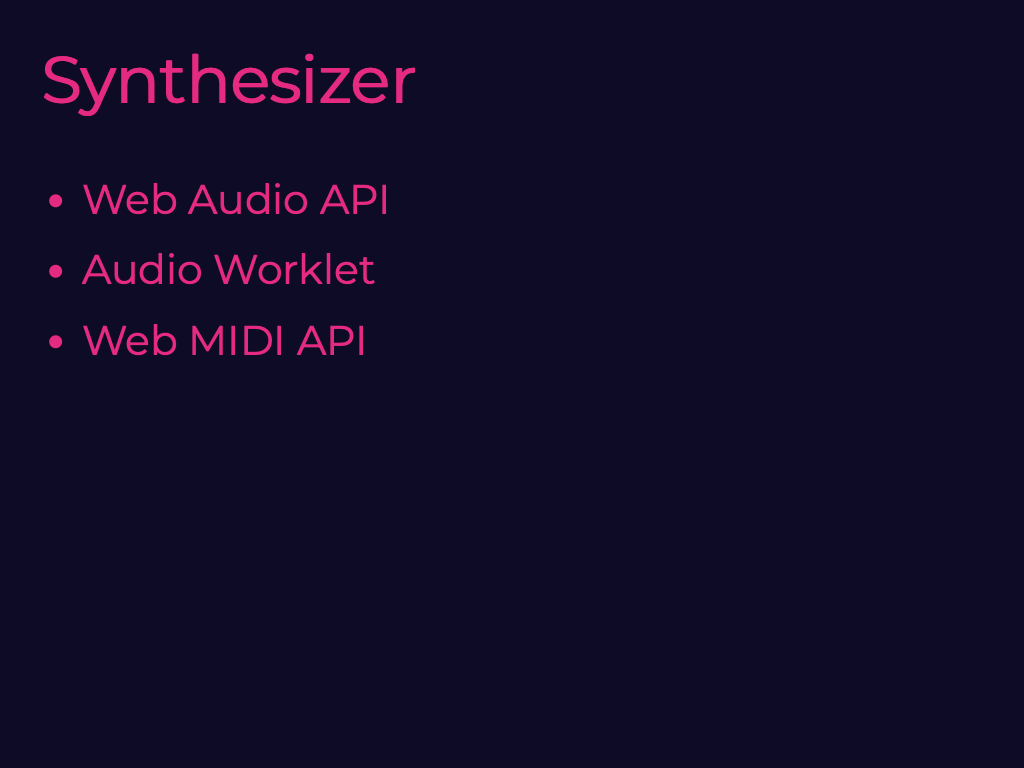 Synthesizer
• Web Audio API
• Audio Worklet
• Web MIDI API